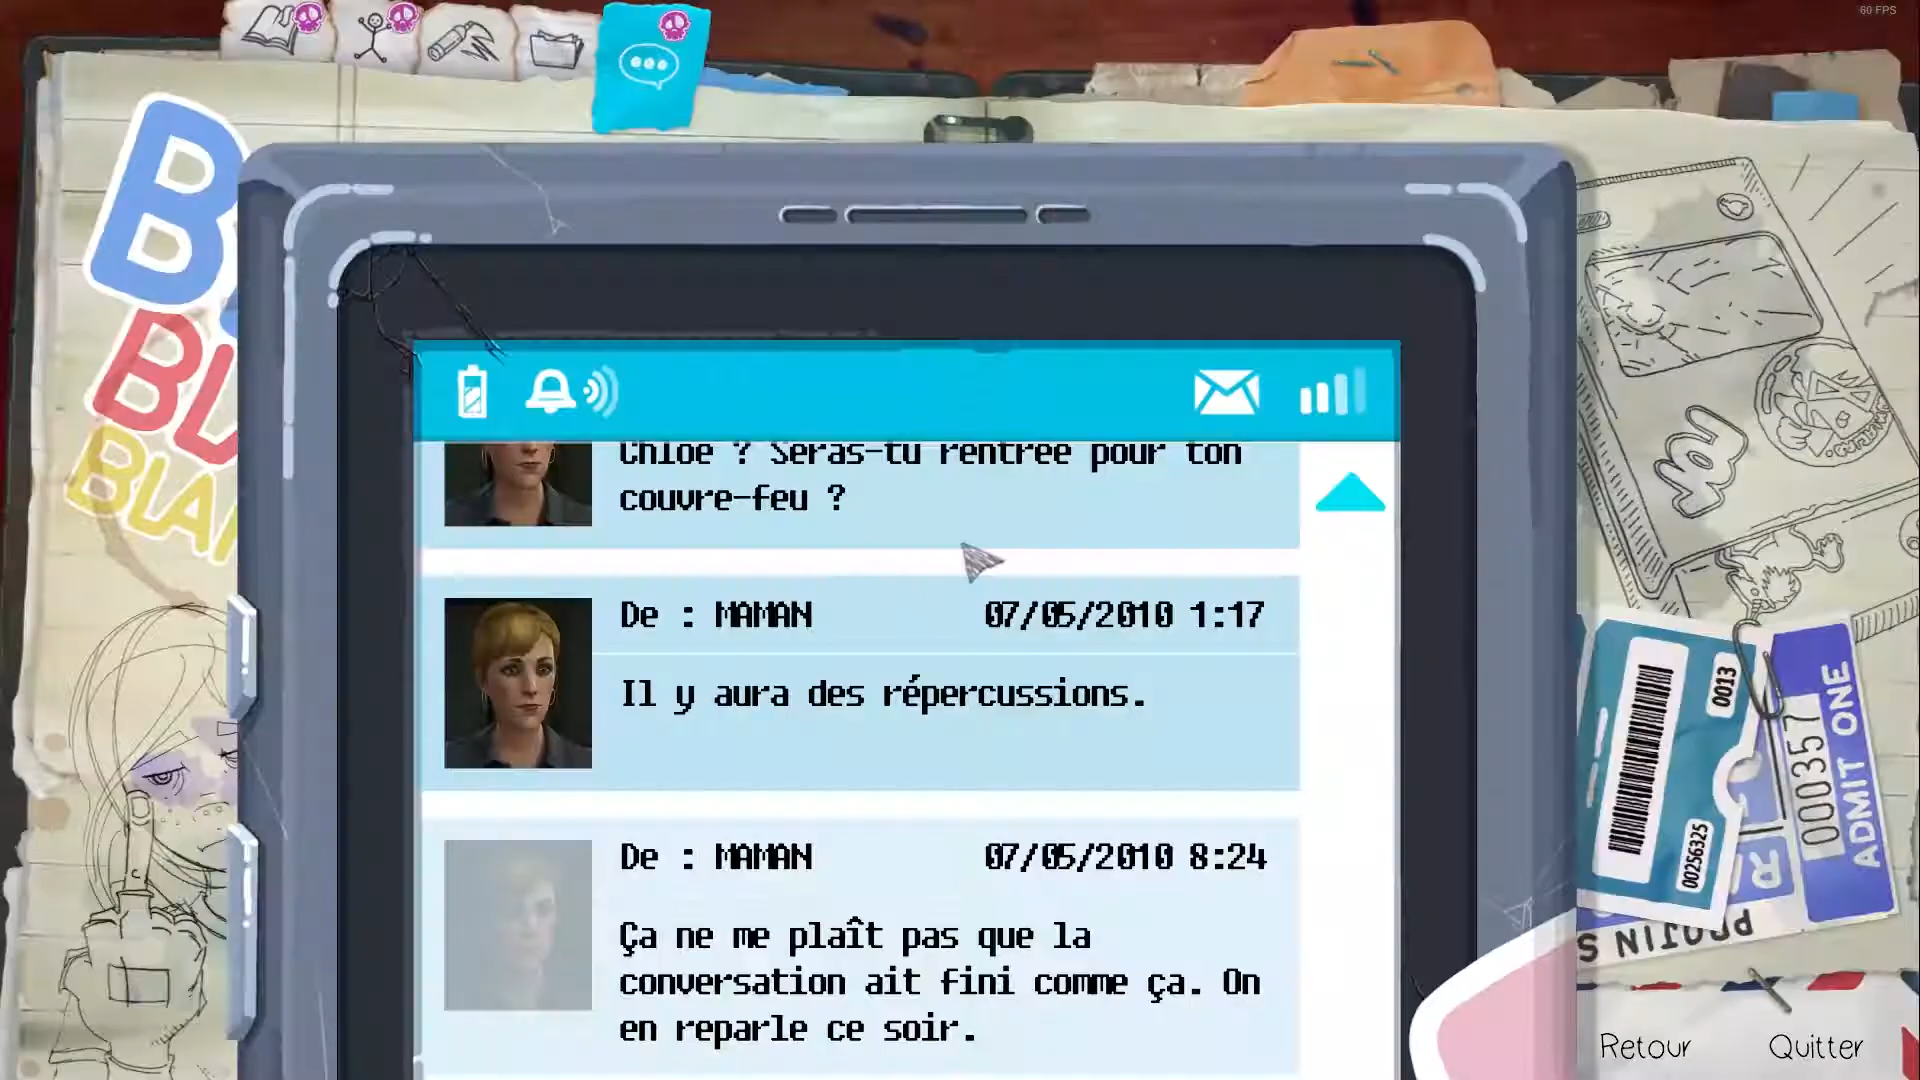 60 FPS
Chloé ? Seras-tu rentrée pour ton
couvre-feu ?
De : MAMAN 07/05/2010 1:17
Il y aura des répercussions.
De : MAMAN 07/05/2010 8:24
Ça ne me plaît pas que la
conversation ait fini comme ça. On
en reparle ce soir.
0013
00256325
000357
ADMIT ONE
Retour Quitter